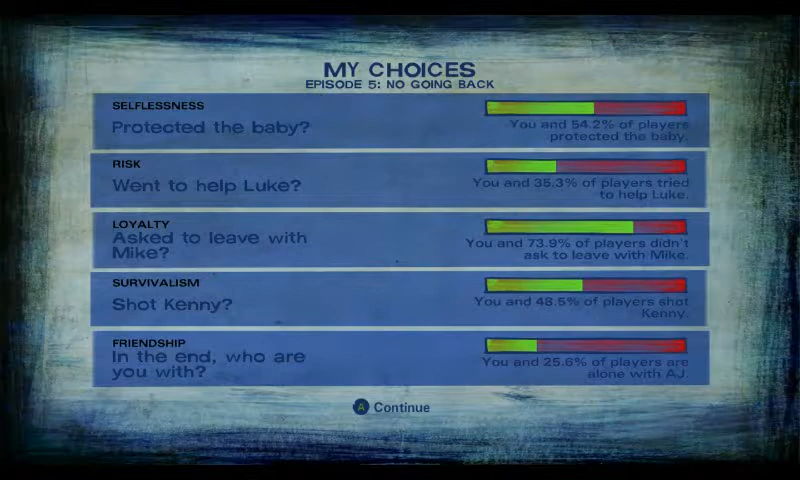 MY CHOICES
EPISODE 5: NO GOING BACK
SELFLESSNESS
Protected the baby?
You and 54.2% of players
protected the baby.
RISK
Went to help Luke?
You and 35.3% of players tried
to help Luke.
LOYALTY
Asked to leave with
Mike?
You and 73.9% of players didn't
ask to leave with Mike.
SURVIVALISM
Shot Kenny?
You and 48.5% of players shot
Kenny.
FRIENDSHIP
In the end, who are
you with?
You and 25.6% of players are
alone with AJ.
A Continue